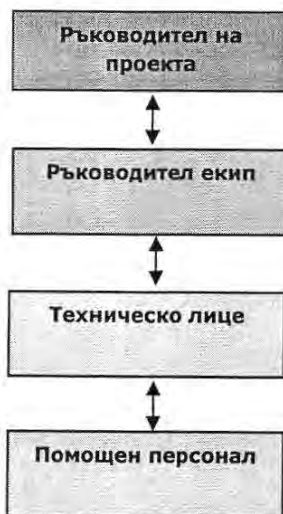 Ръководител на
проекта
Ръководител екип
Техническо лице
Помощен персонал